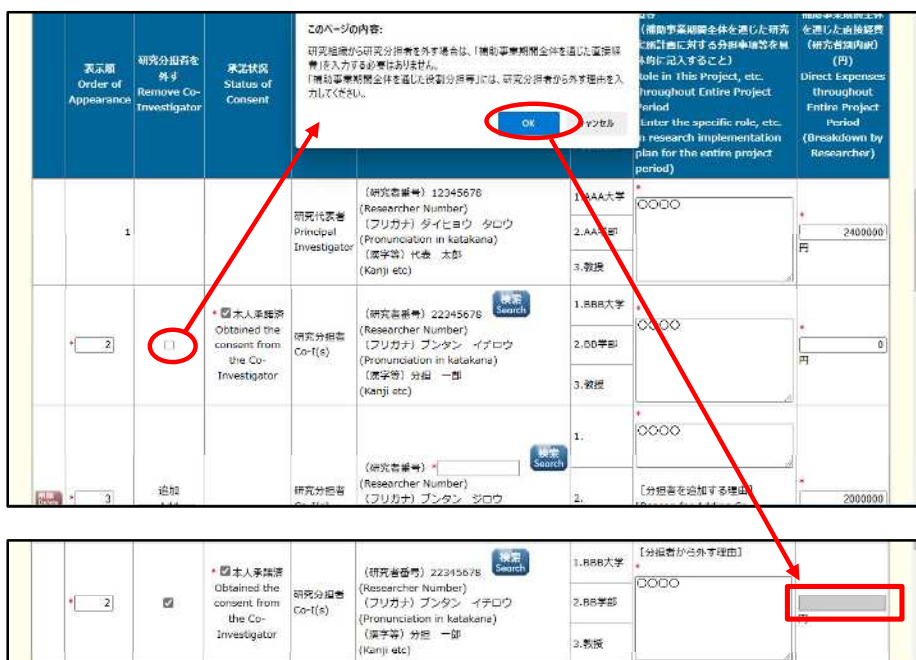 表示順
Order of
Appearance
研究分担者を
外す
Remove Co-
Investigator
承諾状況
Status of
Consent
このページの内容:
研究組織から研究分担者を外す場合は、「補助事業期間全体を通じた直接経
費」を入力する必要はありません。
「補助事業期間全体を通じた役割分担等」には、研究分担者から外す理由を入
力してください。
OK
キャンセル
(補助事業期間全体を通じた研究
実施計画に対する分担事項等を具
体的に記入すること)
Role in This Project, etc.
Throughout Entire Project
Period
(Enter the specific role, etc.
in research implementation
plan for the entire project
period)
補助事業期間全体
を通じた直接経費
(研究者別内訳)
(円)
Direct Expenses
throughout
Entire Project
Period
(Breakdown by
Researcher)
1
研究代表者
Principal
Investigator
(研究者番号) 12345678
(Researcher Number)
(フリガナ) ダイヒョウ タロウ
(Pronunciation in katakana)
(漢字等) 代表 太郎
(Kanji etc)
1.AAA大学
2.AA学部
3.教授
*
○○○○
*
2400000
円
* 2
* ☑本人承諾済
Obtained the
consent from
the Co-
Investigator
研究分担者
Co-I(s)
検索
Search
(研究者番号) 22345678
(Researcher Number)
(フリガナ) ブンタン イチロウ
(Pronunciation in katakana)
(漢字等) 分担 一郎
(Kanji etc)
1.BBB大学
2.BB学部
3.教授
*
○○○○
*
0
円
削除
Delete
* 3
追加
研究分担者
検索
Search
(研究者番号) *
(Researcher Number)
(フリガナ) ブンタン ジロウ
1.
2.
*
○○○○
[分担者を追加する理由]
*
2000000
* 2
* ☑本人承諾済
Obtained the
consent from
the Co-
Investigator
研究分担者
Co-I(s)
検索
Search
(研究者番号) 22345678
(Researcher Number)
(フリガナ) ブンタン イチロウ
(Pronunciation in katakana)
(漢字等) 分担 一郎
(Kanji etc)
1.BBB大学
2.BB学部
3.教授
[分担者から外す理由]
*
○○○○
円